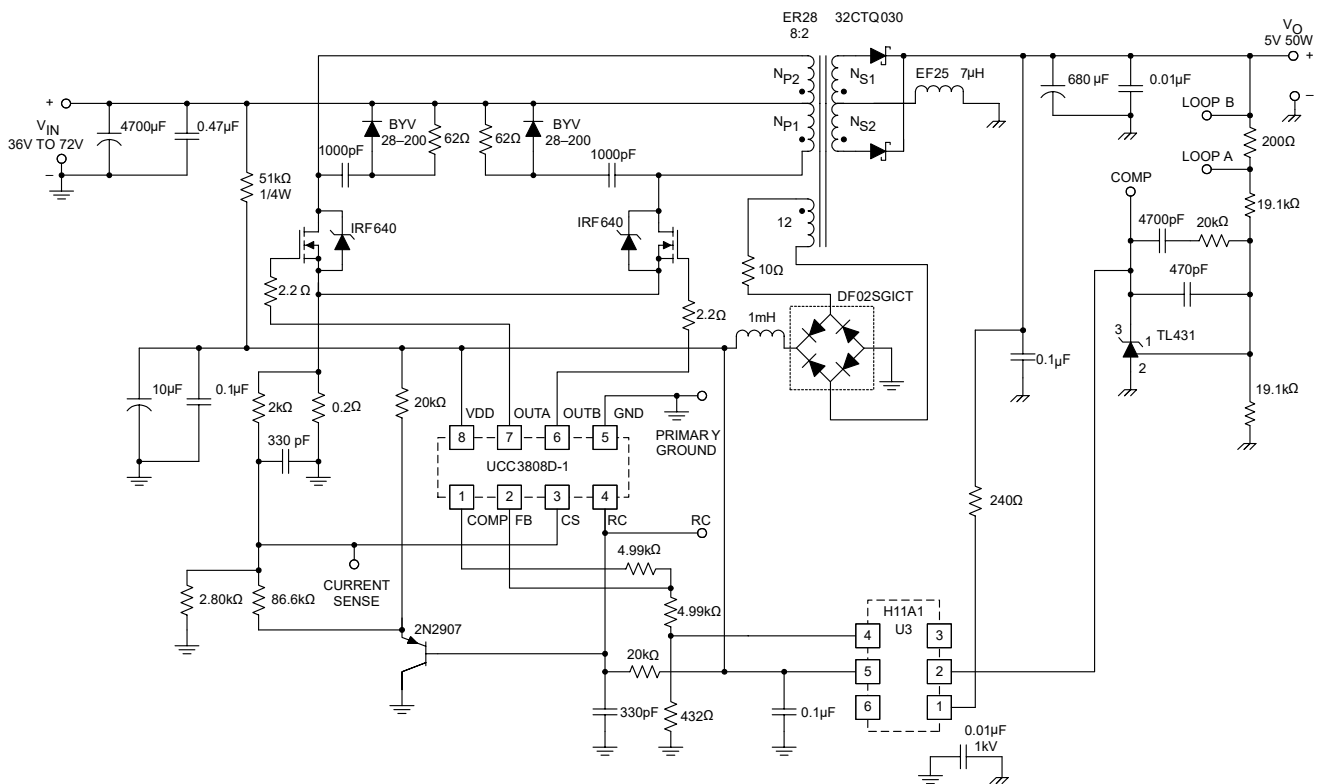 ER28 32CTQ030
8:2
VO
5V 50W
+
–
NP2
NS1
EF25 7µH
680 µF
0.01µF
+
VIN
36V TO 72V
–
4700µF
0.47µF
BYV
28–200
62Ω
62Ω
BYV
28–200
NP1
NS2
LOOP B
200Ω
LOOP A
1000pF
1000pF
51kΩ
1/4W
COMP
19.1kΩ
4700pF
20kΩ
IRF640
IRF640
12
10Ω
470pF
2.2 Ω
2.2Ω
DF02SGICT
1mH
3
1
TL431
2
0.1µF
10µF
0.1µF
2kΩ
0.2Ω
20kΩ
19.1kΩ
330 pF
VDD
OUTA
OUTB
GND
8
7
6
5
PRIMARY
GROUND
UCC3808D-1
1
2
3
4
COMP
FB
CS
RC
RC
240Ω
4.99kΩ
CURRENT
SENSE
2.80kΩ
86.6kΩ
4.99kΩ
H11A1
U3
2N2907
4
3
20kΩ
5
2
330pF
432Ω
0.1µF
6
1
0.01µF
1kV